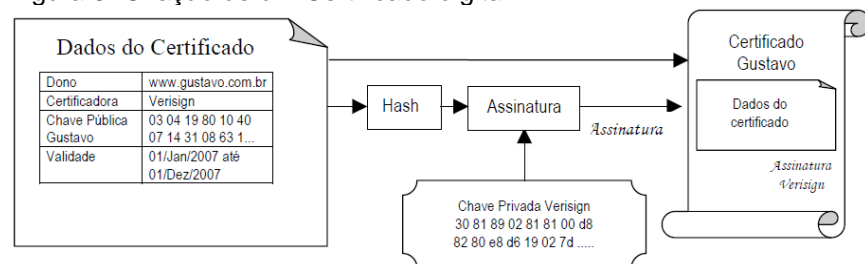 Dados do Certificado
Dono www.gustavo.com.br
Certificadora Verisign
Chave Pública 03 04 19 80 10 40
Gustavo 07 14 31 08 63 1...
Validade 01/Jan/2007 até
01/Dez/2007
Hash
Assinatura
Assinatura
Chave Privada Verisign
30 81 89 02 81 81 00 d8
82 80 e8 d6 19 02 7d .....
Certificado
Gustavo
Dados do
certificado
Assinatura
Verisign